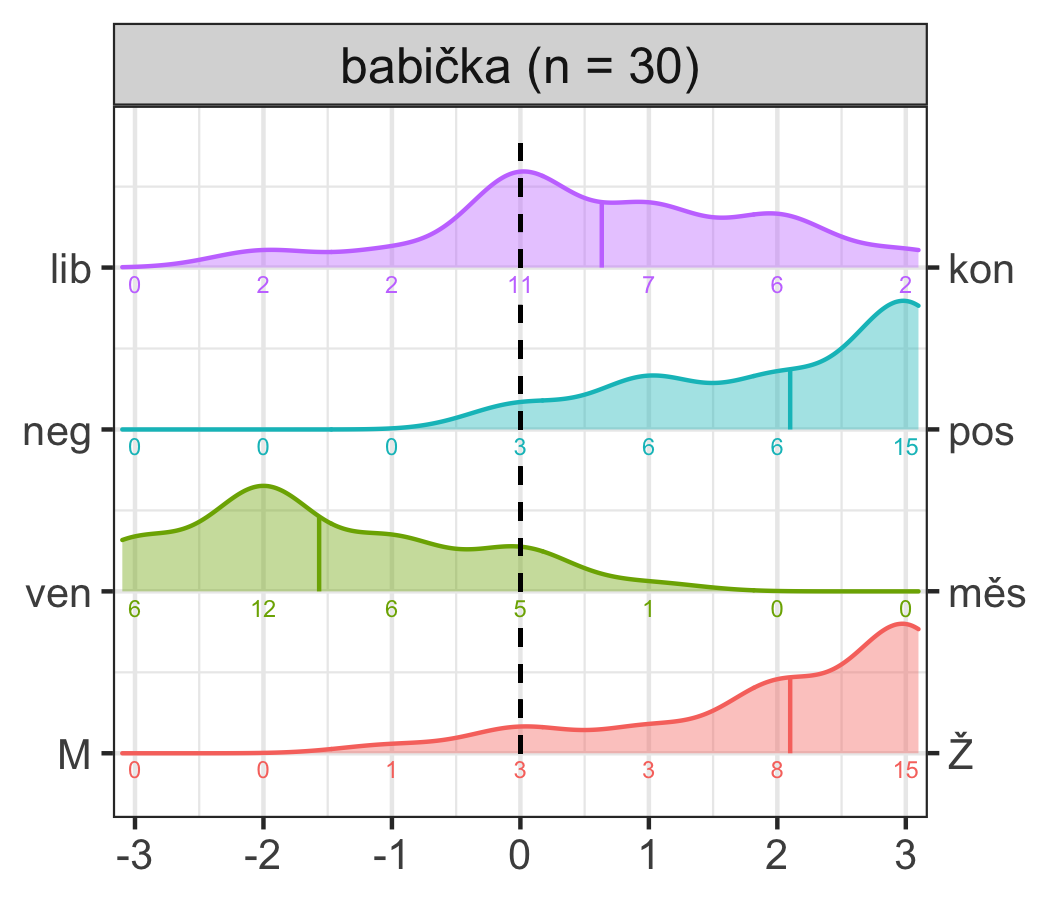 babička (n = 30)
lib kon
0 2 2 11 7 6 2
neg pos
0 0 0 3 6 6 15
ven měs
6 12 6 5 1 0 0
M Ž
0 0 1 3 3 8 15
-3 -2 -1 0 1 2 3